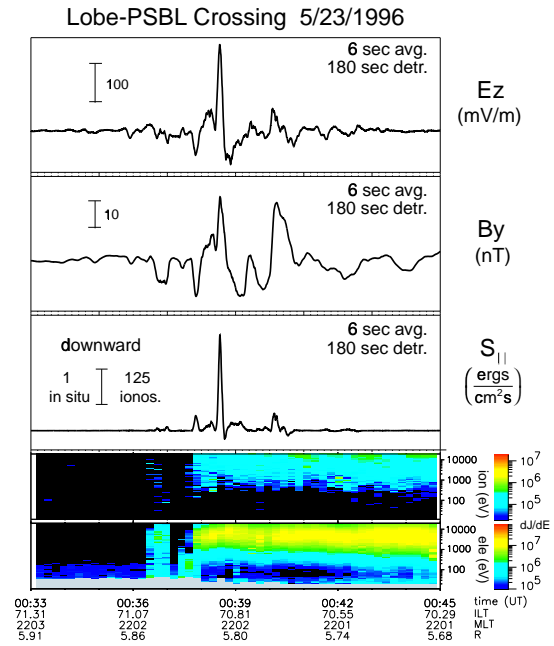 Lobe-PSBL Crossing 5/23/1996
6 sec avg.
180 sec detr.
100
Ez
(mV/m)
6 sec avg.
180 sec detr.
10
By
(nT)
6 sec avg.
180 sec detr.
downward
1 125
in situ ionos.
S||
(ergs/cm²s)
10000
1000
100
ion (eV)
10⁷
10⁶
10⁵
dJ/dE
10000
1000
100
ele (eV)
10⁷
10⁶
10⁵
00:33 00:36 00:39 00:42 00:45 time (UT)
71.31 71.07 70.81 70.55 70.29 ILT
2203 2202 2202 2201 2201 MLT
5.91 5.86 5.80 5.74 5.68 R